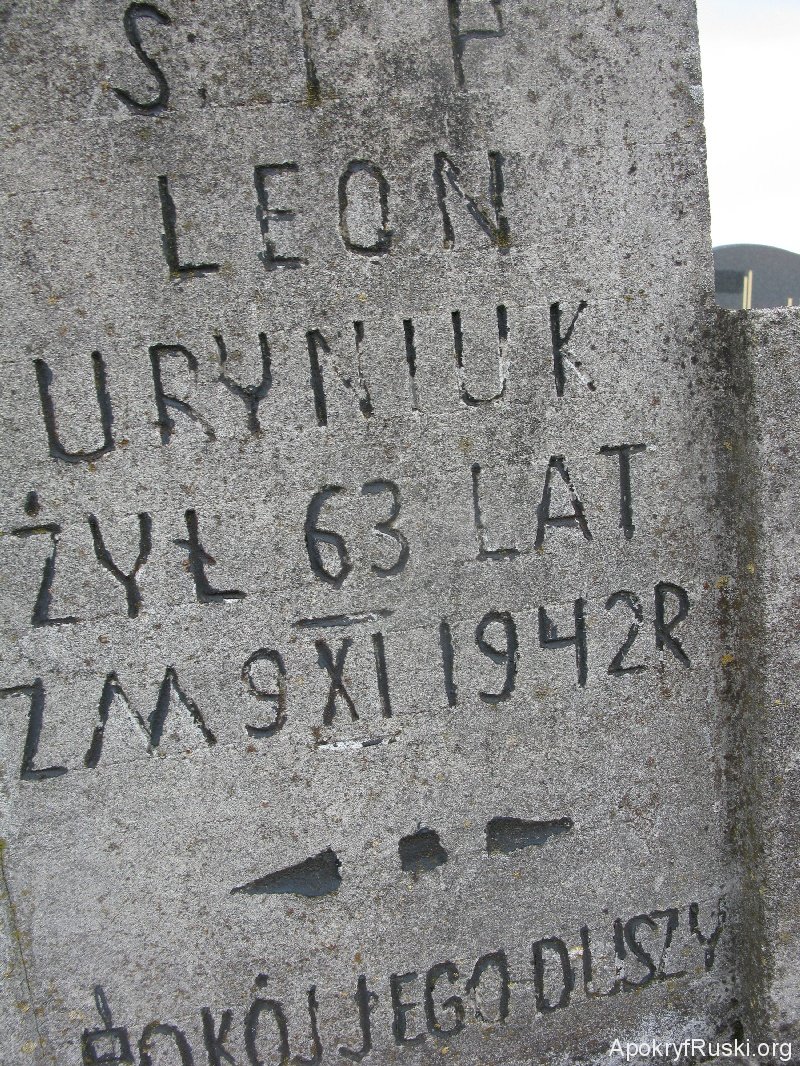 S. P
LEON
URYNIUK
ŻYŁ 63 LAT
ZM 9 XI 1942R
POKÓJ JEGO DUSZY
ApokryfRuski.org